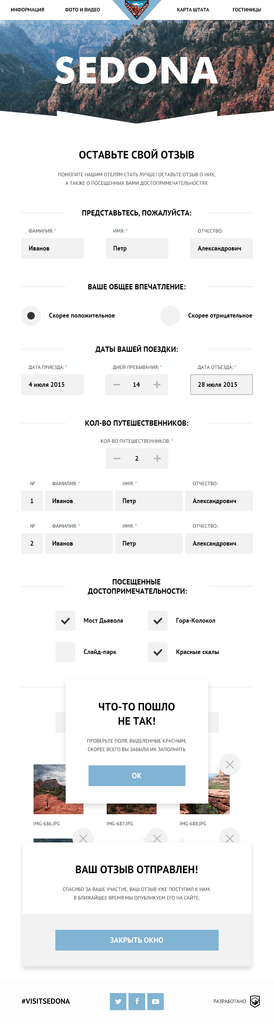 ИНФОРМАЦИЯ ФОТО И ВИДЕО КАРТА ШТАТА ГОСТИНИЦЫ
SEDONA
ОСТАВЬТЕ СВОЙ ОТЗЫВ
ПОМОГИТЕ НАШИМ ОТЕЛЯМ СТАТЬ ЛУЧШЕ! ОСТАВЬТЕ ОТЗЫВ О НИХ,
А ТАКЖЕ О ПОСЕЩЕННЫХ ВАМИ ДОСТОПРИМЕЧАТЕЛЬНОСТЯХ
ПРЕДСТАВЬТЕСЬ, ПОЖАЛУЙСТА:
ФАМИЛИЯ: * ИМЯ: * ОТЧЕСТВО:
Иванов Петр Александрович
ВАШЕ ОБЩЕЕ ВПЕЧАТЛЕНИЕ:
Скорее положительное Скорее отрицательное
ДАТЫ ВАШЕЙ ПОЕЗДКИ:
ДАТА ПРИЕЗДА: * ДНЕЙ ПРЕБЫВАНИЯ: * ДАТА ОТЪЕЗДА: *
4 июля 2015 — 14 + 28 июля 2015
КОЛ-ВО ПУТЕШЕСТВЕННИКОВ:
КОЛ-ВО ПУТЕШЕСТВЕННИКОВ: *
— 2 +
№ ФАМИЛИЯ: * ИМЯ: * ОТЧЕСТВО:
1 Иванов Петр Александрович
№ ФАМИЛИЯ: * ИМЯ: * ОТЧЕСТВО:
2 Иванов Петр Александрович
ПОСЕЩЕННЫЕ
ДОСТОПРИМЕЧАТЕЛЬНОСТИ:
Мост Дьявола Гора-Колокол
Слайд-парк Красные скалы
ЧТО-ТО ПОШЛО
НЕ ТАК!
ПРОВЕРЬТЕ ПОЛЯ, ВЫДЕЛЕННЫЕ КРАСНЫМ,
СКОРЕЕ ВСЕГО ВЫ ЗАБЫЛИ ИХ ЗАПОЛНИТЬ
ОК
IMG-686.JPG IMG-687.JPG IMG-688.JPG
ВАШ ОТЗЫВ ОТПРАВЛЕН!
СПАСИБО ЗА ВАШЕ УЧАСТИЕ, ВАШ ОТЗЫВ УЖЕ ПОСТУПИЛ К НАМ.
В БЛИЖАЙШЕЕ ВРЕМЯ МЫ ОПУБЛИКУЕМ ЕГО НА САЙТЕ.
ЗАКРЫТЬ ОКНО
#VISITSEDONA РАЗРАБОТАНО